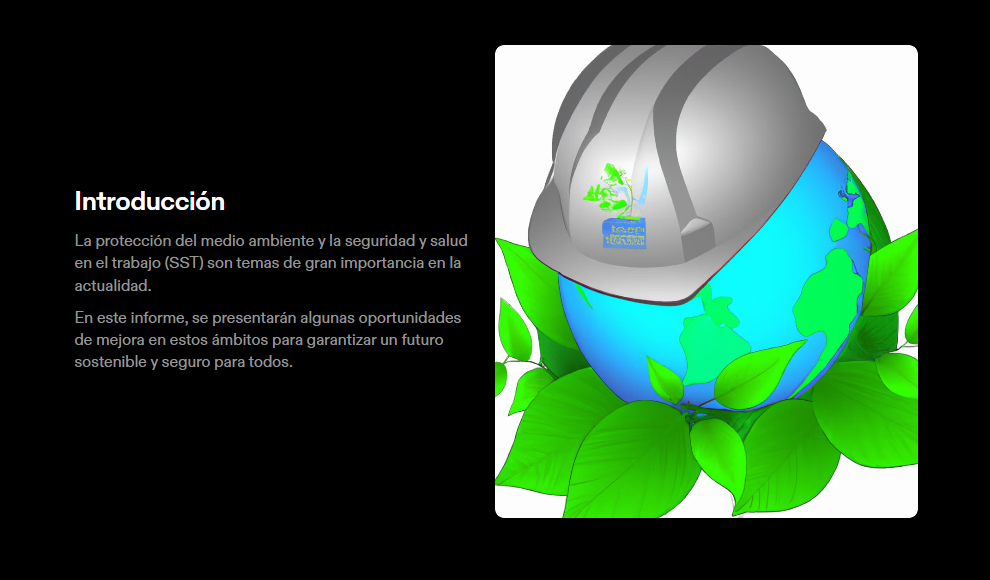 Introducción
La protección del medio ambiente y la seguridad y salud
en el trabajo (SST) son temas de gran importancia en la
actualidad.
En este informe, se presentarán algunas oportunidades
de mejora en estos ámbitos para garantizar un futuro
sostenible y seguro para todos.